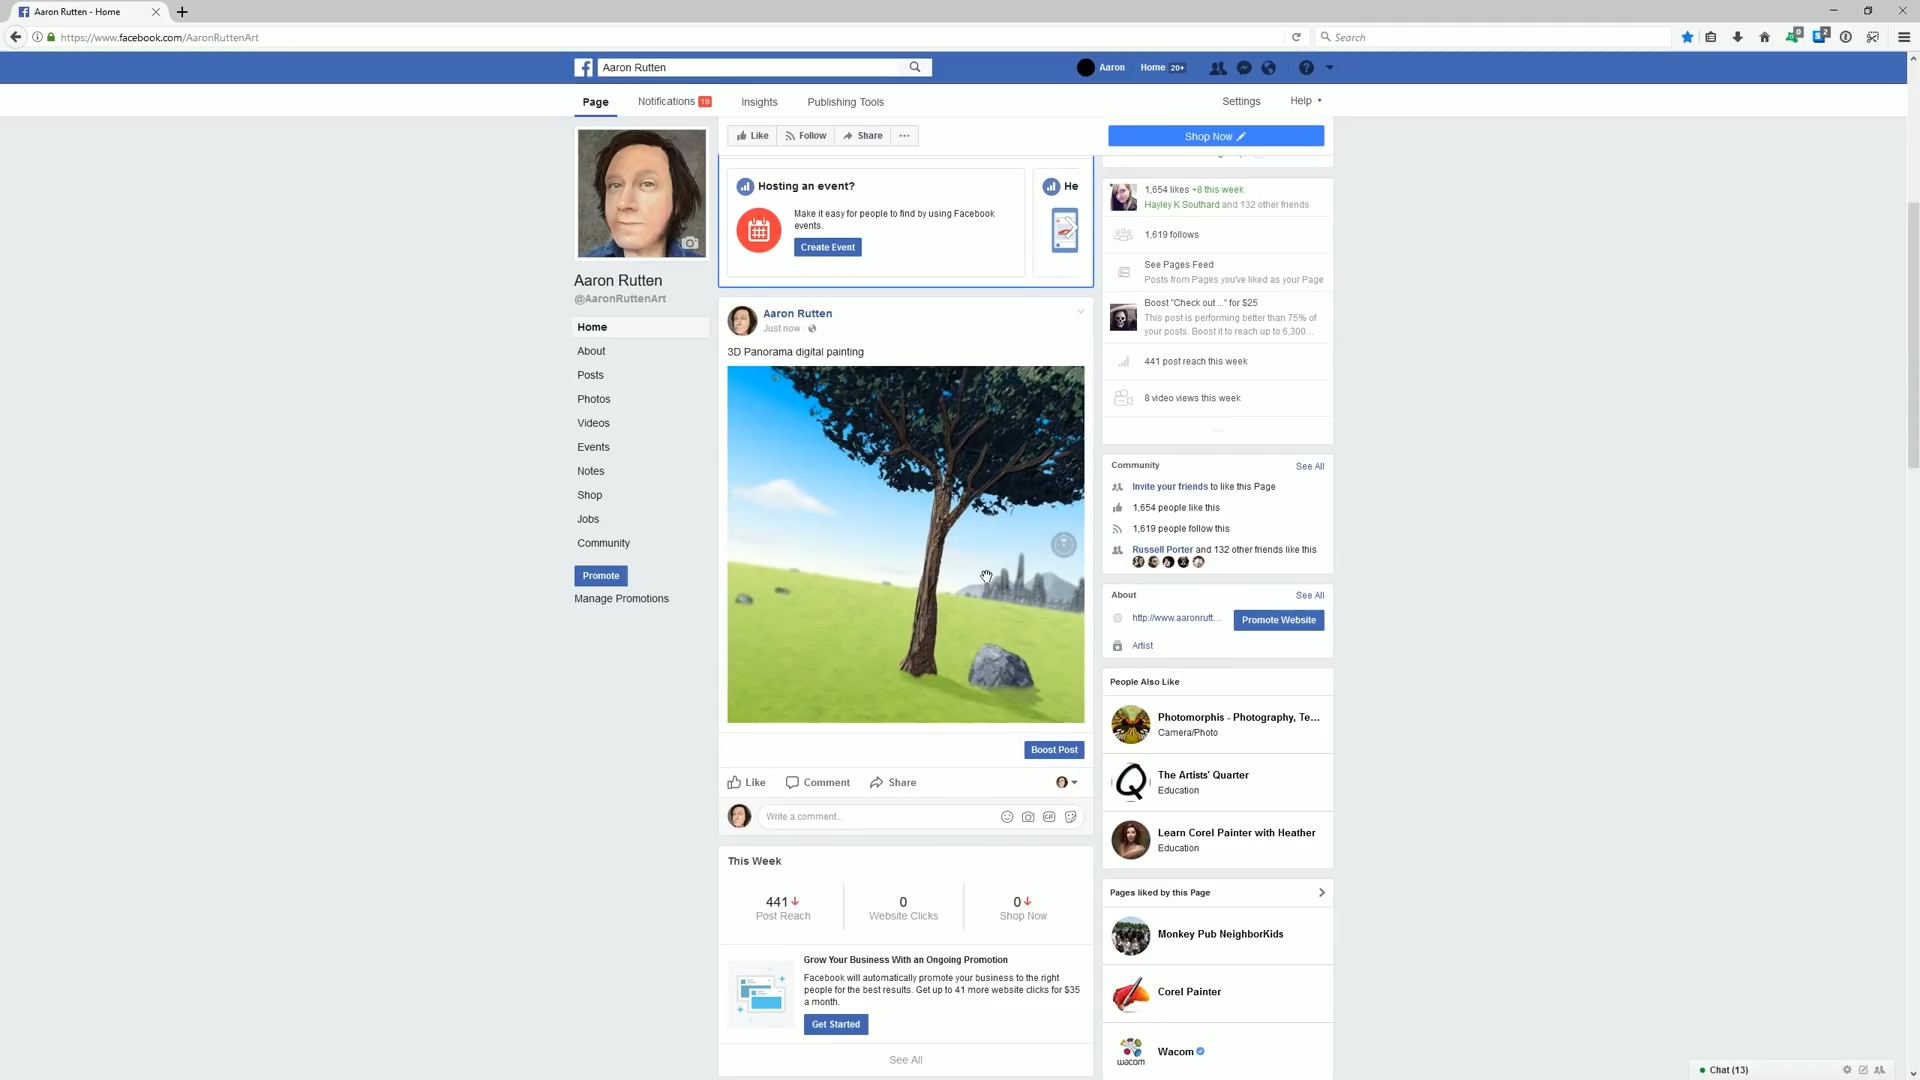 Aaron Rutten - Home
https://www.facebook.com/AaronRuttenArt
Search
0
2
Aaron Rutten
Aaron
Home 20+
Page
Notifications 19
Insights
Publishing Tools
Settings
Help
Like
Follow
Share
Shop Now
Aaron Rutten
@AaronRuttenArt
Home
About
Posts
Photos
Videos
Events
Notes
Shop
Jobs
Community
Promote
Manage Promotions
Hosting an event?
Make it easy for people to find by using Facebook
events.
Create Event
He
Aaron Rutten
Just now
3D Panorama digital painting
Boost Post
Like
Comment
Share
Write a comment...
GIF
This Week
441
Post Reach
0
Website Clicks
0
Shop Now
Grow Your Business With an Ongoing Promotion
Facebook will automatically promote your business to the right
people for the best results. Get up to 41 more website clicks for $35
a month.
Get Started
See All
1,654 likes +8 this week
Hayley K Southard and 132 other friends
1,619 follows
See Pages Feed
Posts from Pages you've liked as your Page
Boost "Check out ..." for $25
This post is performing better than 75% of
your posts. Boost it to reach up to 6,300...
441 post reach this week
8 video views this week
Community
See All
Invite your friends to like this Page
1,654 people like this
1,619 people follow this
Russell Porter and 132 other friends like this
About
See All
http://www.aaronrutt...
Promote Website
Artist
People Also Like
Photomorphis - Photography, Te...
Camera/Photo
The Artists' Quarter
Education
Learn Corel Painter with Heather
Education
Pages liked by this Page
Monkey Pub NeighborKids
Corel Painter
Wacom
wacom
Chat (13)